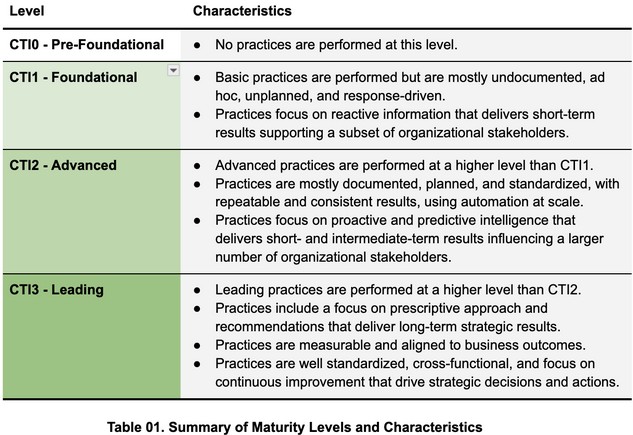 Level Characteristics
CTI0 - Pre-Foundational ● No practices are performed at this level.
CTI1 - Foundational ● Basic practices are performed but are mostly undocumented, ad
hoc, unplanned, and response-driven.
● Practices focus on reactive information that delivers short-term
results supporting a subset of organizational stakeholders.
CTI2 - Advanced ● Advanced practices are performed at a higher level than CTI1.
● Practices are mostly documented, planned, and standardized, with
repeatable and consistent results, using automation at scale.
● Practices focus on proactive and predictive intelligence that
delivers short- and intermediate-term results influencing a larger
number of organizational stakeholders.
CTI3 - Leading ● Leading practices are performed at a higher level than CTI2.
● Practices include a focus on prescriptive approach and
recommendations that deliver long-term strategic results.
● Practices are measurable and aligned to business outcomes.
● Practices are well standardized, cross-functional, and focus on
continuous improvement that drive strategic decisions and actions.
Table 01. Summary of Maturity Levels and Characteristics